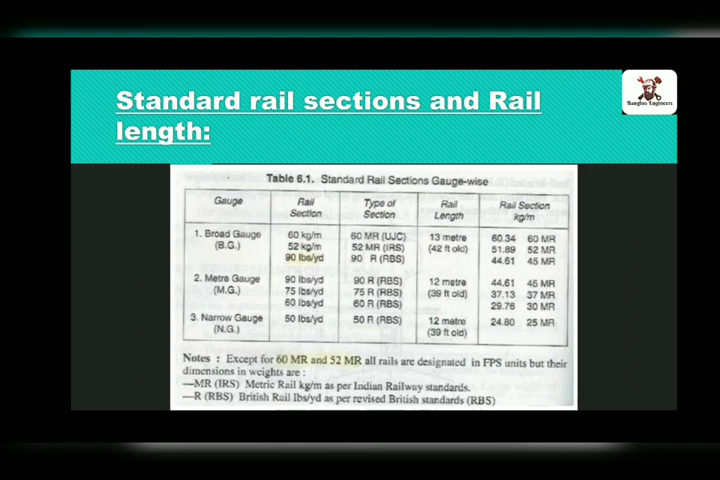 Standard rail sections and Rail
length:
Bangloo Engineers
Table 6.1. Standard Rail Sections Gauge-wise
Gauge Rail Section Type of Section Rail Length Rail Section kg/m
1. Broad Gauge 60 kg/m 60 MR (UJC) 13 metre 60.34 60 MR
(B.G.) 52 kg/m 52 MR (IRS) (42 ft old) 51.89 52 MR
90 lbs/yd 90 R (RBS) 44.61 45 MR
2. Metre Gauge 90 lbs/yd 90 R (RBS) 12 metre 44.61 45 MR
(M.G.) 75 lbs/yd 75 R (RBS) (39 ft old) 37.13 37 MR
60 lbs/yd 60 R (RBS) 29.76 30 MR
3. Narrow Gauge 50 lbs/yd 50 R (RBS) 12 metre 24.80 25 MR
(N.G.) (39 ft old)
Notes : Except for 60 MR and 52 MR all rails are designated in FPS units but their
dimensions in weights are :
—MR (IRS) Metric Rail kg/m as per Indian Railway standards.
—R (RBS) British Rail lbs/yd as per revised British standards (RBS)